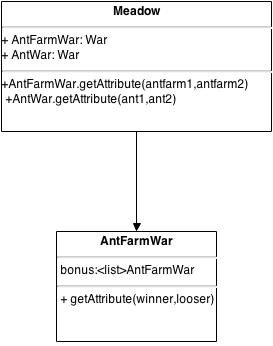 Meadow
+ AntFarmWar: War
+ AntWar: War
+AntFarmWar.getAttribute(antfarm1,antfarm2)
+AntWar.getAttribute(ant1,ant2)
AntFarmWar
bonus:<list>AntFarmWar
+ getAttribute(winner,looser)